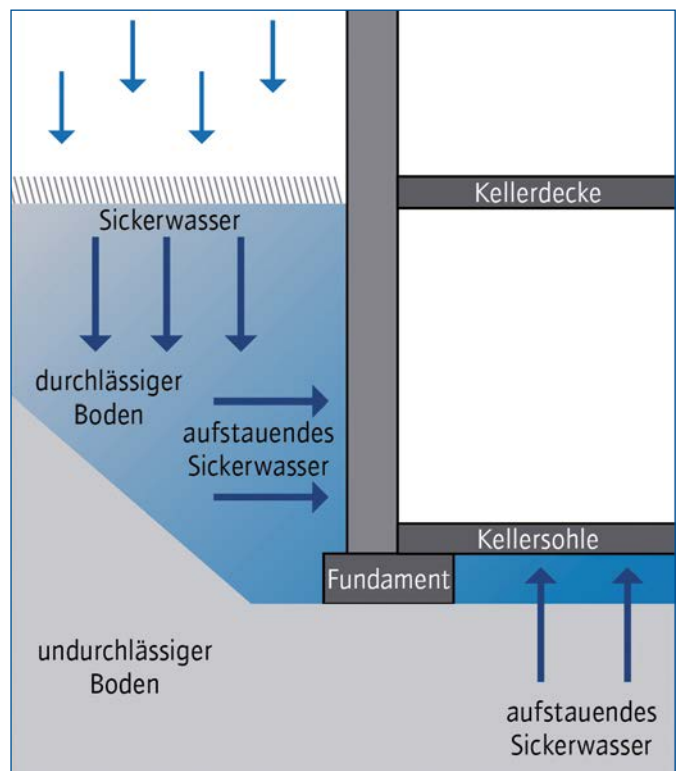 Kellerdecke
Sickerwasser
durchlässiger
Boden
aufstauendes
Sickerwasser
Kellersohle
Fundament
undurchlässiger
Boden
aufstauendes
Sickerwasser